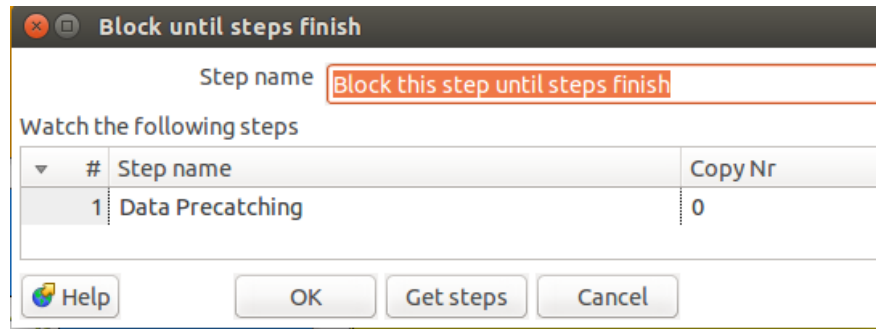 Block until steps finish
Step name Block this step until steps finish
Watch the following steps
# Step name Copy Nr
1 Data Precatching 0
Help OK Get steps Cancel